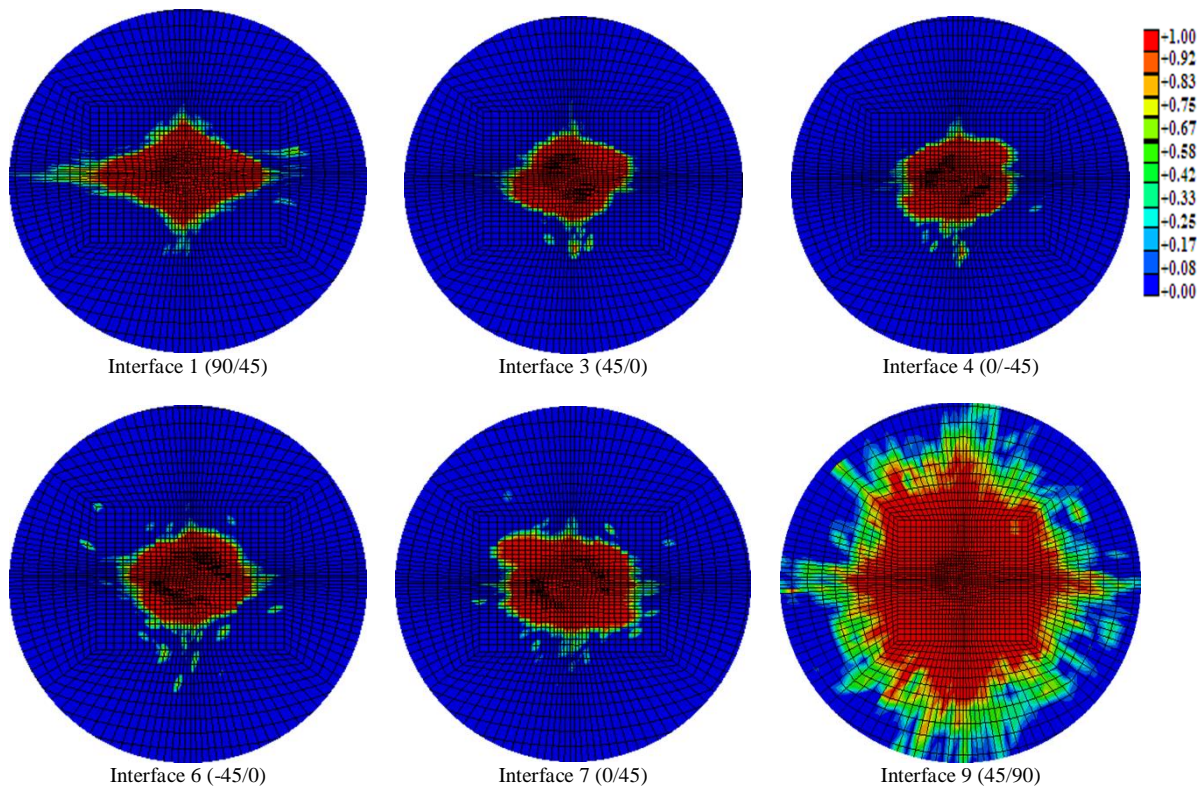 +1.00
+0.92
+0.83
+0.75
+0.67
+0.58
+0.42
+0.33
+0.25
+0.17
+0.08
+0.00
Interface 1 (90/45)
Interface 3 (45/0)
Interface 4 (0/-45)
Interface 6 (-45/0)
Interface 7 (0/45)
Interface 9 (45/90)